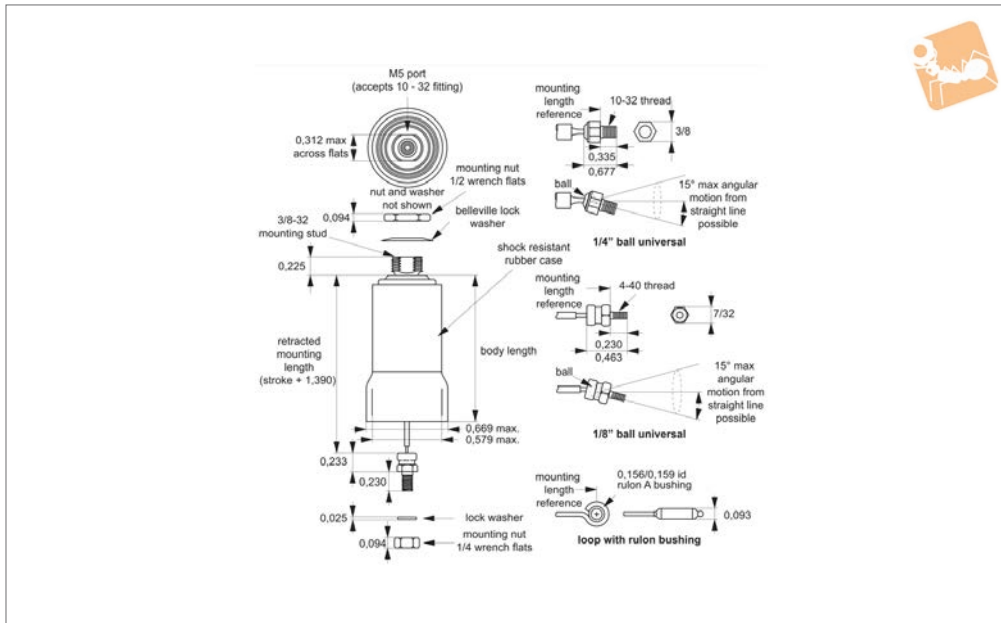 M5 port
(accepts 10 - 32 fitting)
0,312 max
across flats
nut and washer
not shown
mounting nut
1/2 wrench flats
0,094
belleville lock
washer
3/8-32
mounting stud
0,225
shock resistant
rubber case
retracted
mounting
length
(stroke + 1,390)
body length
0,669 max.
0,579 max.
0,233
0,230
0,025
lock washer
0,094
mounting nut
1/4 wrench flats
mounting
length
reference
10-32 thread
3/8
0,335
0,677
ball
15° max angular
motion from
straight line
possible
1/4" ball universal
mounting
length
reference
4-40 thread
7/32
0,230
0,463
ball
15° max
angular
motion from
straight line
possible
1/8" ball universal
mounting
length
reference
0,156/0,159 id
rulon A bushing
0,093
loop with rulon bushing